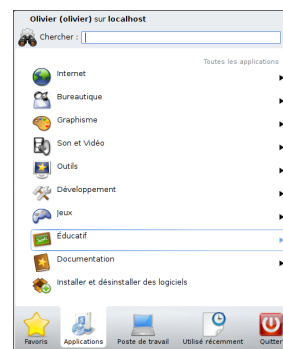 Olivier (olivier) sur localhost
Chercher :
Toutes les applications
Internet
Bureautique
Graphisme
Son et Vidéo
Outils
Développement
Jeux
Éducatif
Documentation
Installer et désinstaller des logiciels
Favoris Applications Poste de travail Utilisé récemment Quitter